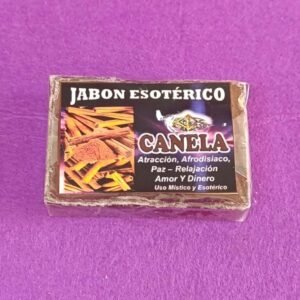 JABON ESOTÉRICO
CANELA
Atracción, Afrodisiaco,
Paz – Relajación
Amor Y Dinero
Uso Místico y Esotérico